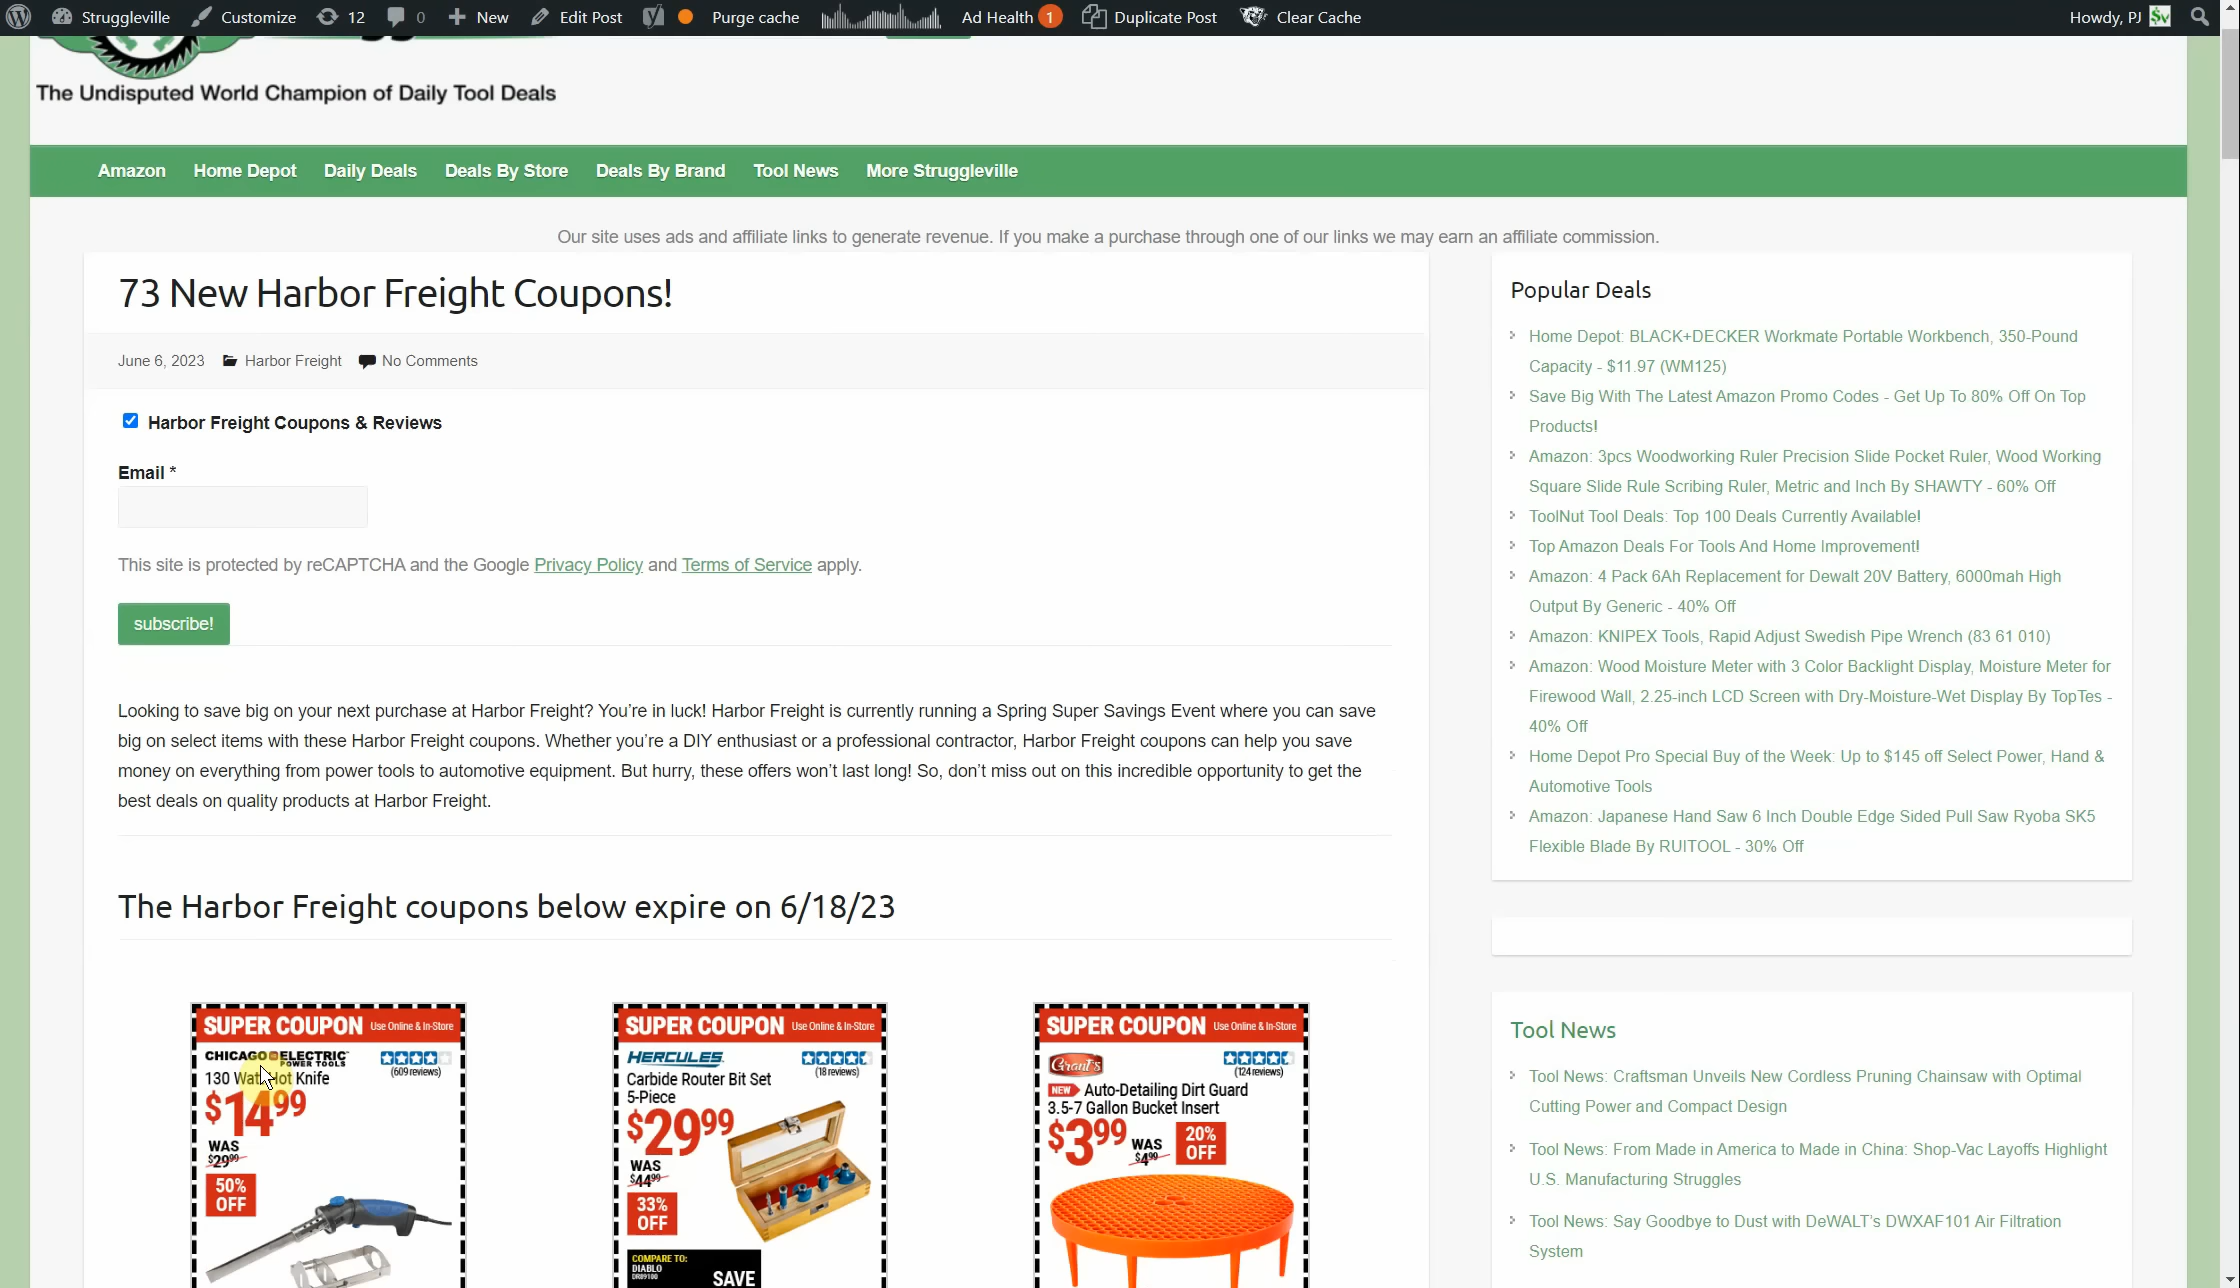 Struggleville Customize 12 0 New Edit Post Purge cache Ad Health 1 Duplicate Post Clear Cache Howdy, PJ
The Undisputed World Champion of Daily Tool Deals
Amazon Home Depot Daily Deals Deals By Store Deals By Brand Tool News More Struggleville
Our site uses ads and affiliate links to generate revenue. If you make a purchase through one of our links we may earn an affiliate commission.
73 New Harbor Freight Coupons!
June 6, 2023 Harbor Freight No Comments
Harbor Freight Coupons & Reviews
Email *
This site is protected by reCAPTCHA and the Google Privacy Policy and Terms of Service apply.
subscribe!
Looking to save big on your next purchase at Harbor Freight? You're in luck! Harbor Freight is currently running a Spring Super Savings Event where you can save
big on select items with these Harbor Freight coupons. Whether you're a DIY enthusiast or a professional contractor, Harbor Freight coupons can help you save
money on everything from power tools to automotive equipment. But hurry, these offers won't last long! So, don't miss out on this incredible opportunity to get the
best deals on quality products at Harbor Freight.
The Harbor Freight coupons below expire on 6/18/23
SUPER COUPON Use Online & In-Store
CHICAGO ELECTRIC
POWER TOOLS
(609 reviews)
130 Watt Hot Knife
$14.99
WAS
$29.99
50%
OFF
SUPER COUPON Use Online & In-Store
HERCULES
(18 reviews)
Carbide Router Bit Set
5-Piece
$29.99
WAS
$44.99
33%
OFF
COMPARE TO:
DIABLO
DR09100
SAVE
SUPER COUPON Use Online & In-Store
Grant's
(124 reviews)
NEW Auto-Detailing Dirt Guard
3.5-7 Gallon Bucket Insert
$3.99
WAS
$4.99
20%
OFF
Popular Deals
Home Depot: BLACK+DECKER Workmate Portable Workbench, 350-Pound
Capacity - $11.97 (WM125)
Save Big With The Latest Amazon Promo Codes - Get Up To 80% Off On Top
Products!
Amazon: 3pcs Woodworking Ruler Precision Slide Pocket Ruler, Wood Working
Square Slide Rule Scribing Ruler, Metric and Inch By SHAWTY - 60% Off
ToolNut Tool Deals: Top 100 Deals Currently Available!
Top Amazon Deals For Tools And Home Improvement!
Amazon: 4 Pack 6Ah Replacement for Dewalt 20V Battery, 6000mah High
Output By Generic - 40% Off
Amazon: KNIPEX Tools, Rapid Adjust Swedish Pipe Wrench (83 61 010)
Amazon: Wood Moisture Meter with 3 Color Backlight Display, Moisture Meter for
Firewood Wall, 2.25-inch LCD Screen with Dry-Moisture-Wet Display By TopTes -
40% Off
Home Depot Pro Special Buy of the Week: Up to $145 off Select Power, Hand &
Automotive Tools
Amazon: Japanese Hand Saw 6 Inch Double Edge Sided Pull Saw Ryoba SK5
Flexible Blade By RUITOOL - 30% Off
Tool News
Tool News: Craftsman Unveils New Cordless Pruning Chainsaw with Optimal
Cutting Power and Compact Design
Tool News: From Made in America to Made in China: Shop-Vac Layoffs Highlight
U.S. Manufacturing Struggles
Tool News: Say Goodbye to Dust with DeWALT's DWXAF101 Air Filtration
System